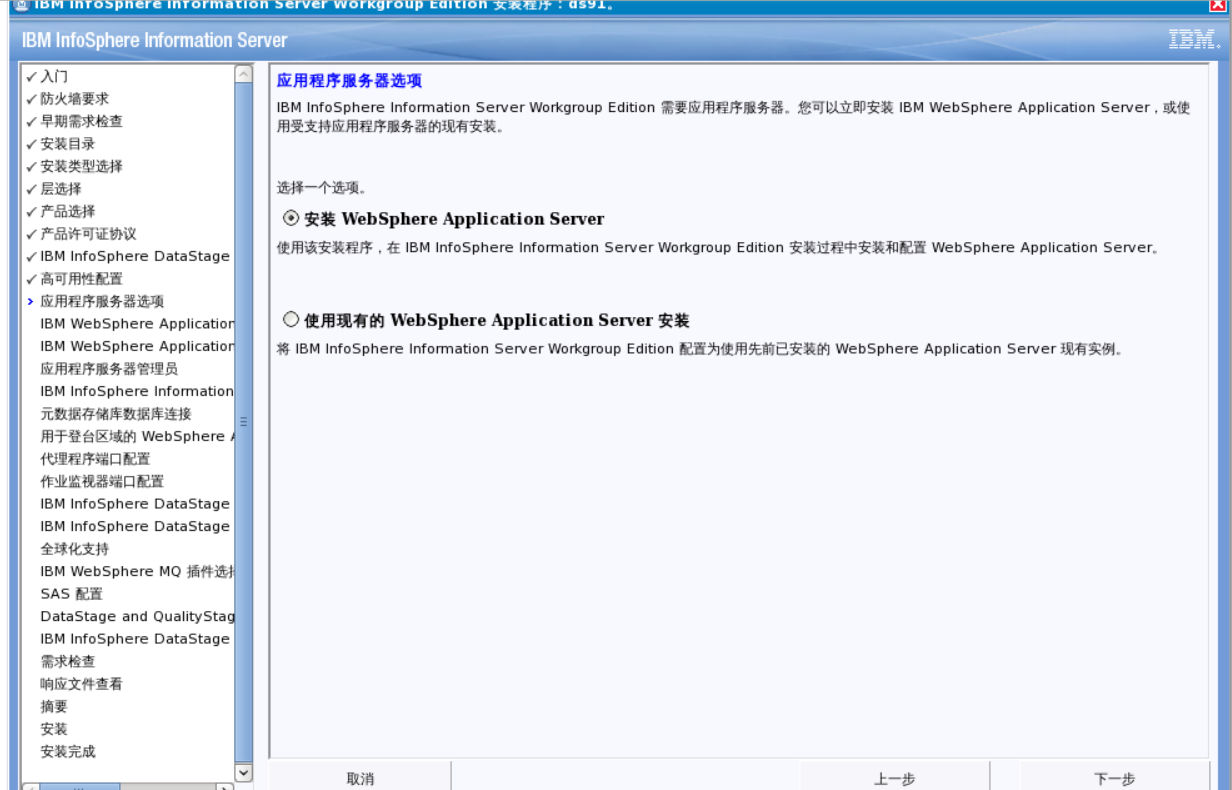 IBM InfoSphere Information Server Workgroup Edition 安装程序：ds91。
IBM InfoSphere Information Server
IBM.
入门
防火墙要求
早期需求检查
安装目录
安装类型选择
层选择
产品选择
产品许可证协议
IBM InfoSphere DataStage
高可用性配置
应用程序服务器选项
IBM WebSphere Application
IBM WebSphere Application
应用程序服务器管理员
IBM InfoSphere Information
元数据存储库数据库连接
用于登台区域的 WebSphere A
代理程序端口配置
作业监视器端口配置
IBM InfoSphere DataStage
IBM InfoSphere DataStage
全球化支持
IBM WebSphere MQ 插件选择
SAS 配置
DataStage and QualityStag
IBM InfoSphere DataStage
需求检查
响应文件查看
摘要
安装
安装完成
应用程序服务器选项
IBM InfoSphere Information Server Workgroup Edition 需要应用程序服务器。您可以立即安装 IBM WebSphere Application Server，或使
用受支持应用程序服务器的现有安装。
选择一个选项。
安装 WebSphere Application Server
使用该安装程序，在 IBM InfoSphere Information Server Workgroup Edition 安装过程中安装和配置 WebSphere Application Server。
使用现有的 WebSphere Application Server 安装
将 IBM InfoSphere Information Server Workgroup Edition 配置为使用先前已安装的 WebSphere Application Server 现有实例。
取消
上一步
下一步